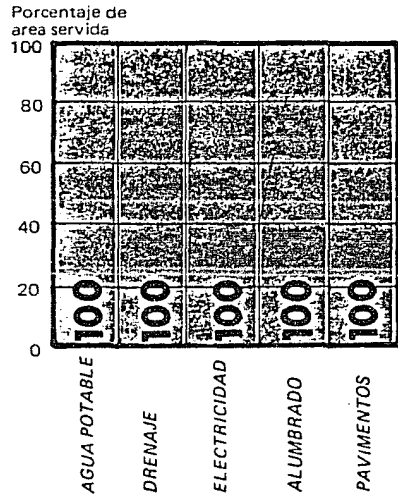 Porcentaje de
area servida
100
80
60
40
20
0
100 100 100 100 100
AGUA POTABLE
DRENAJE
ELECTRICIDAD
ALUMBRADO
PAVIMENTOS